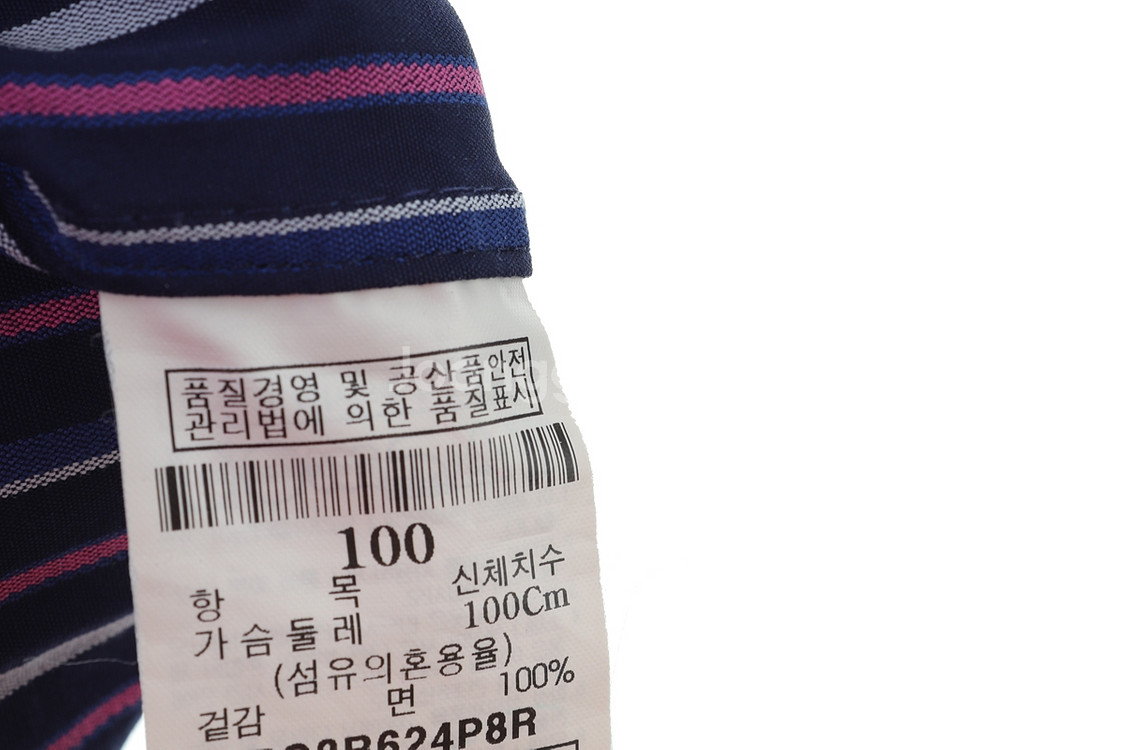 품질경영 및 공산품안전
관리법에 의한 품질표시
100
항 목 신체치수
가슴둘레 100Cm
(섬유의혼용율)
겉감 면 100%